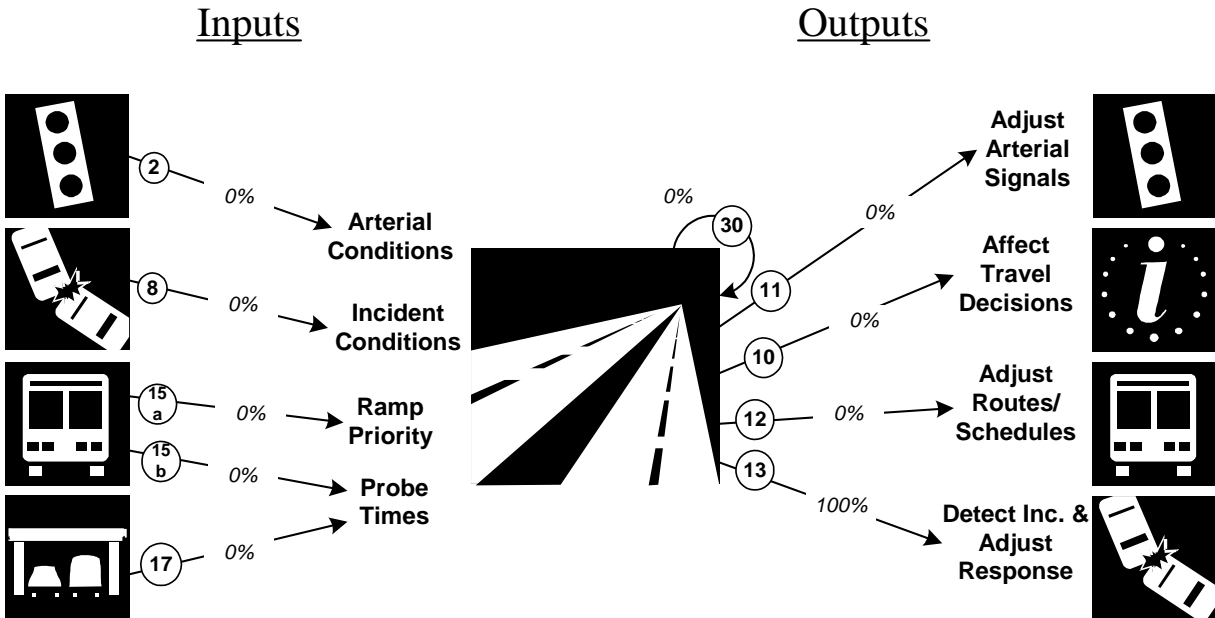 Inputs
Outputs
2
0%
Arterial
Conditions
8
0%
Incident
Conditions
15
a
0%
Ramp
Priority
15
b
0%
Probe
Times
17
0%
0%
30
11
0%
Adjust
Arterial
Signals
10
0%
Affect
Travel
Decisions
i
12
0%
Adjust
Routes/
Schedules
13
100%
Detect Inc. &
Adjust
Response